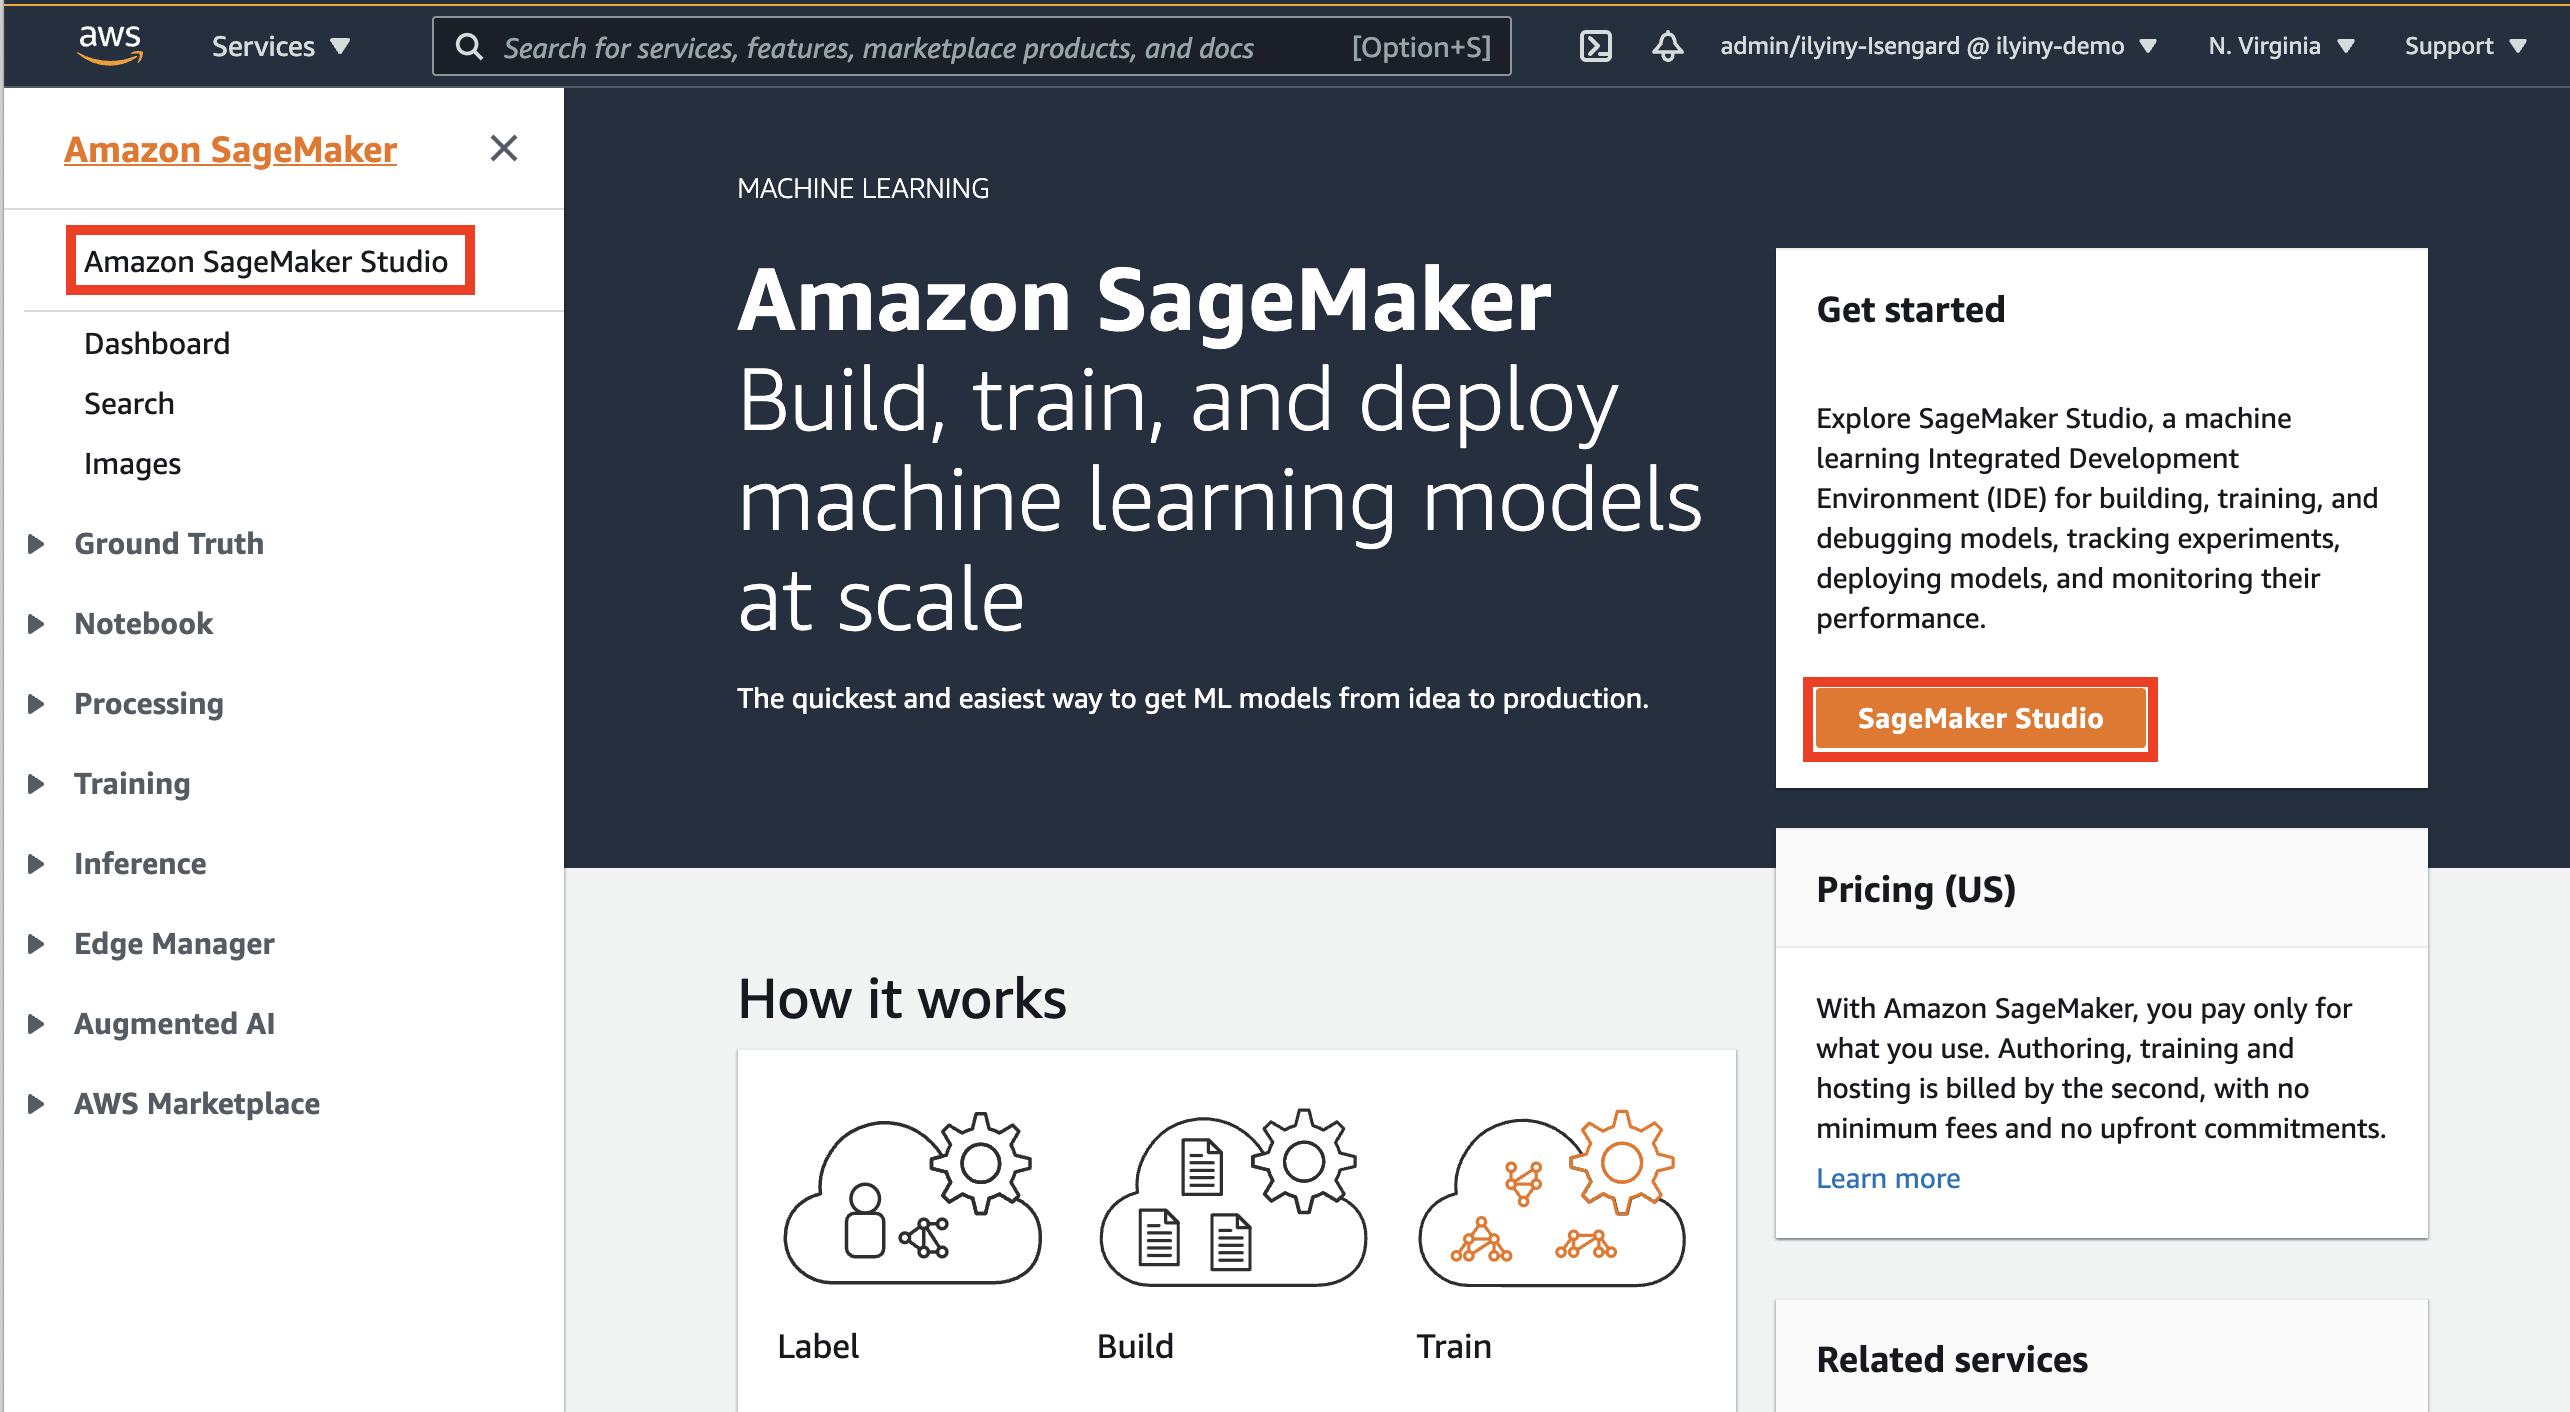 aws
Services
Search for services, features, marketplace products, and docs
[Option+S]
admin/ilyiny-Isengard @ ilyiny-demo
N. Virginia
Support
Amazon SageMaker
Amazon SageMaker Studio
Dashboard
Search
Images
Ground Truth
Notebook
Processing
Training
Inference
Edge Manager
Augmented AI
AWS Marketplace
MACHINE LEARNING
Amazon SageMaker
Build, train, and deploy
machine learning models
at scale
The quickest and easiest way to get ML models from idea to production.
Get started
Explore SageMaker Studio, a machine
learning Integrated Development
Environment (IDE) for building, training, and
debugging models, tracking experiments,
deploying models, and monitoring their
performance.
SageMaker Studio
Pricing (US)
With Amazon SageMaker, you pay only for
what you use. Authoring, training and
hosting is billed by the second, with no
minimum fees and no upfront commitments.
Learn more
How it works
Label
Build
Train
Related services